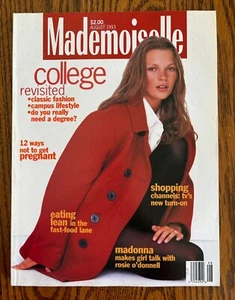 $2.00
AUGUST 1993
Mademoiselle
college
revisited
•classic fashion
•campus lifestyle
•do you really
need a degree?
12 ways
not to get
pregnant
shopping
channels: tv's
new turn-on
eating
lean in the
fast-food lane
madonna
makes girl talk with
rosie o'donnell